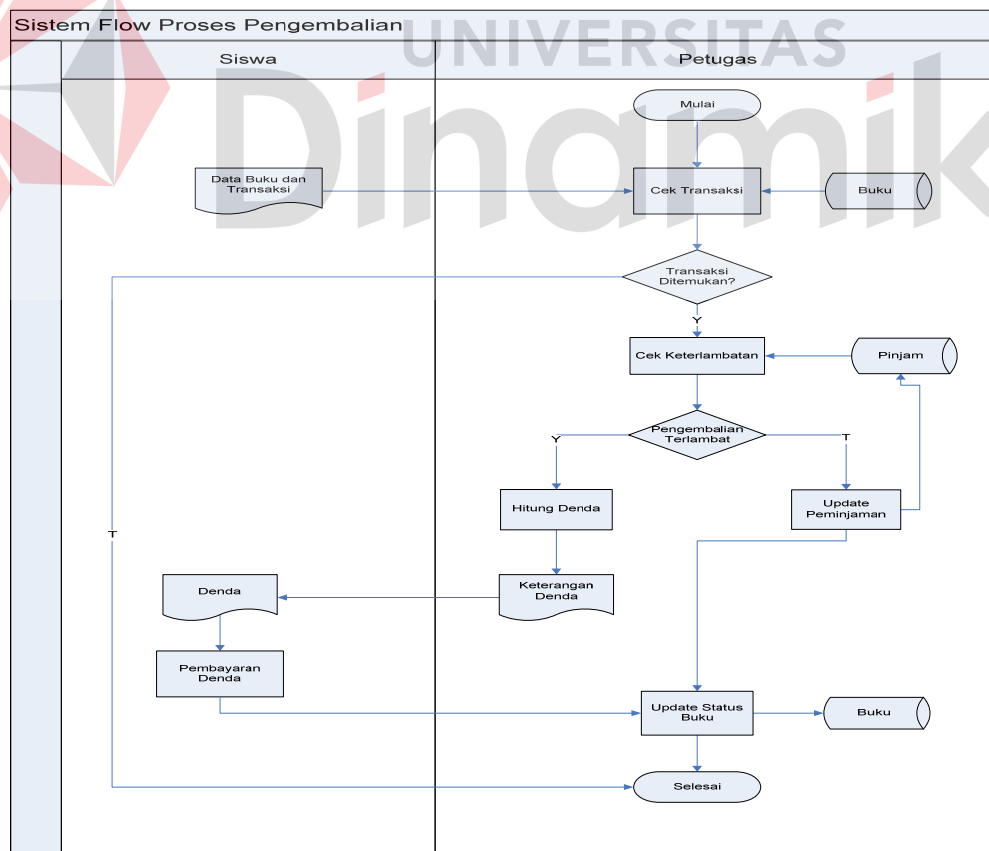 UNIVERSITAS
Dinamik
Sistem Flow Proses Pengembalian
Siswa
Petugas
Mulai
Data Buku dan
Transaksi
Cek Transaksi
Buku
Transaksi
Ditemukan?
Y
Cek Keterlambatan
Pinjam
Pengembalian
Terlambat
Y
T
Hitung Denda
Update
Peminjaman
T
Denda
Keterangan
Denda
Pembayaran
Denda
Update Status
Buku
Buku
Selesai